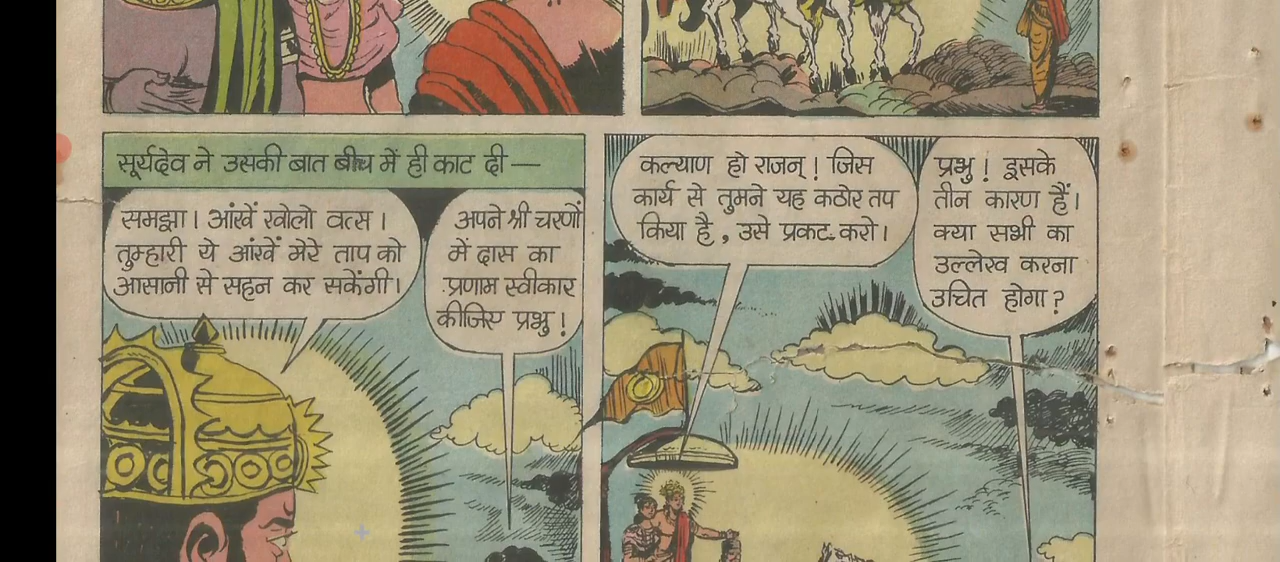 सूर्यदेव ने उसकी बात बीच में ही काट दी —
समझा। आंखें खोलो वत्स।
तुम्हारी ये आंखें मेरे ताप को
आसानी से सहन कर सकेंगी।
अपने श्री चरणों
में दास का
प्रणाम स्वीकार
कीजिए प्रभु!
कल्याण हो राजन्! जिस
कार्य से तुमने यह कठोर तप
किया है, उसे प्रकट करो।
प्रभु! इसके
तीन कारण हैं।
क्या सभी का
उल्लेख करना
उचित होगा?